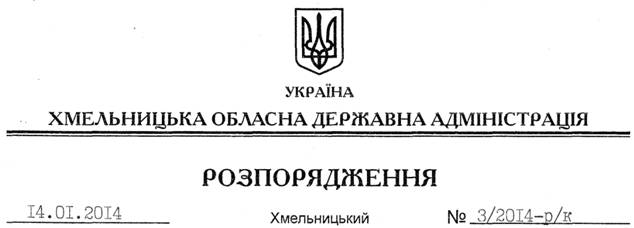 УКРАЇНА
ХМЕЛЬНИЦЬКА ОБЛАСНА ДЕРЖАВНА АДМІНІСТРАЦІЯ
РОЗПОРЯДЖЕННЯ
14.01.2014 Хмельницький № 3/2014-р/к